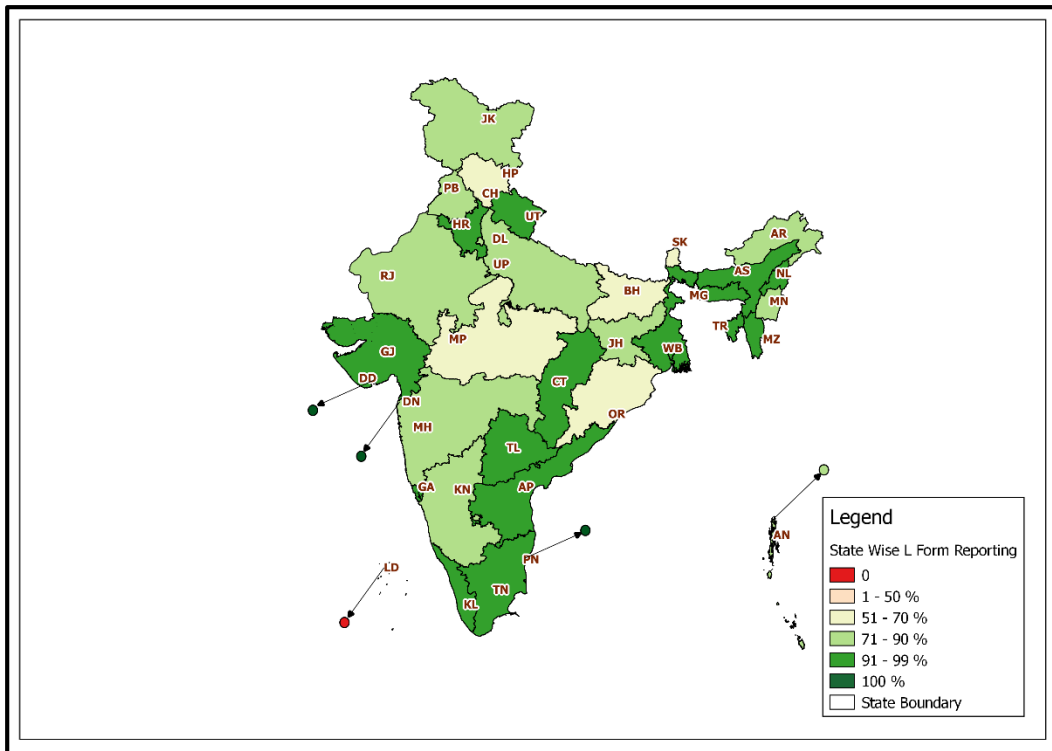 JK
HP
PB
CH
HR
UT
DL
AR
SK
UP
AS
NL
RJ
BH
MG
MN
TR
MZ
MP
JH
WB
GJ
DD
CT
DN
OR
MH
TL
GA
KN
AP
AN
PN
LD
TN
KL
Legend
State Wise L Form Reporting
0
1 - 50 %
51 - 70 %
71 - 90 %
91 - 99 %
100 %
State Boundary